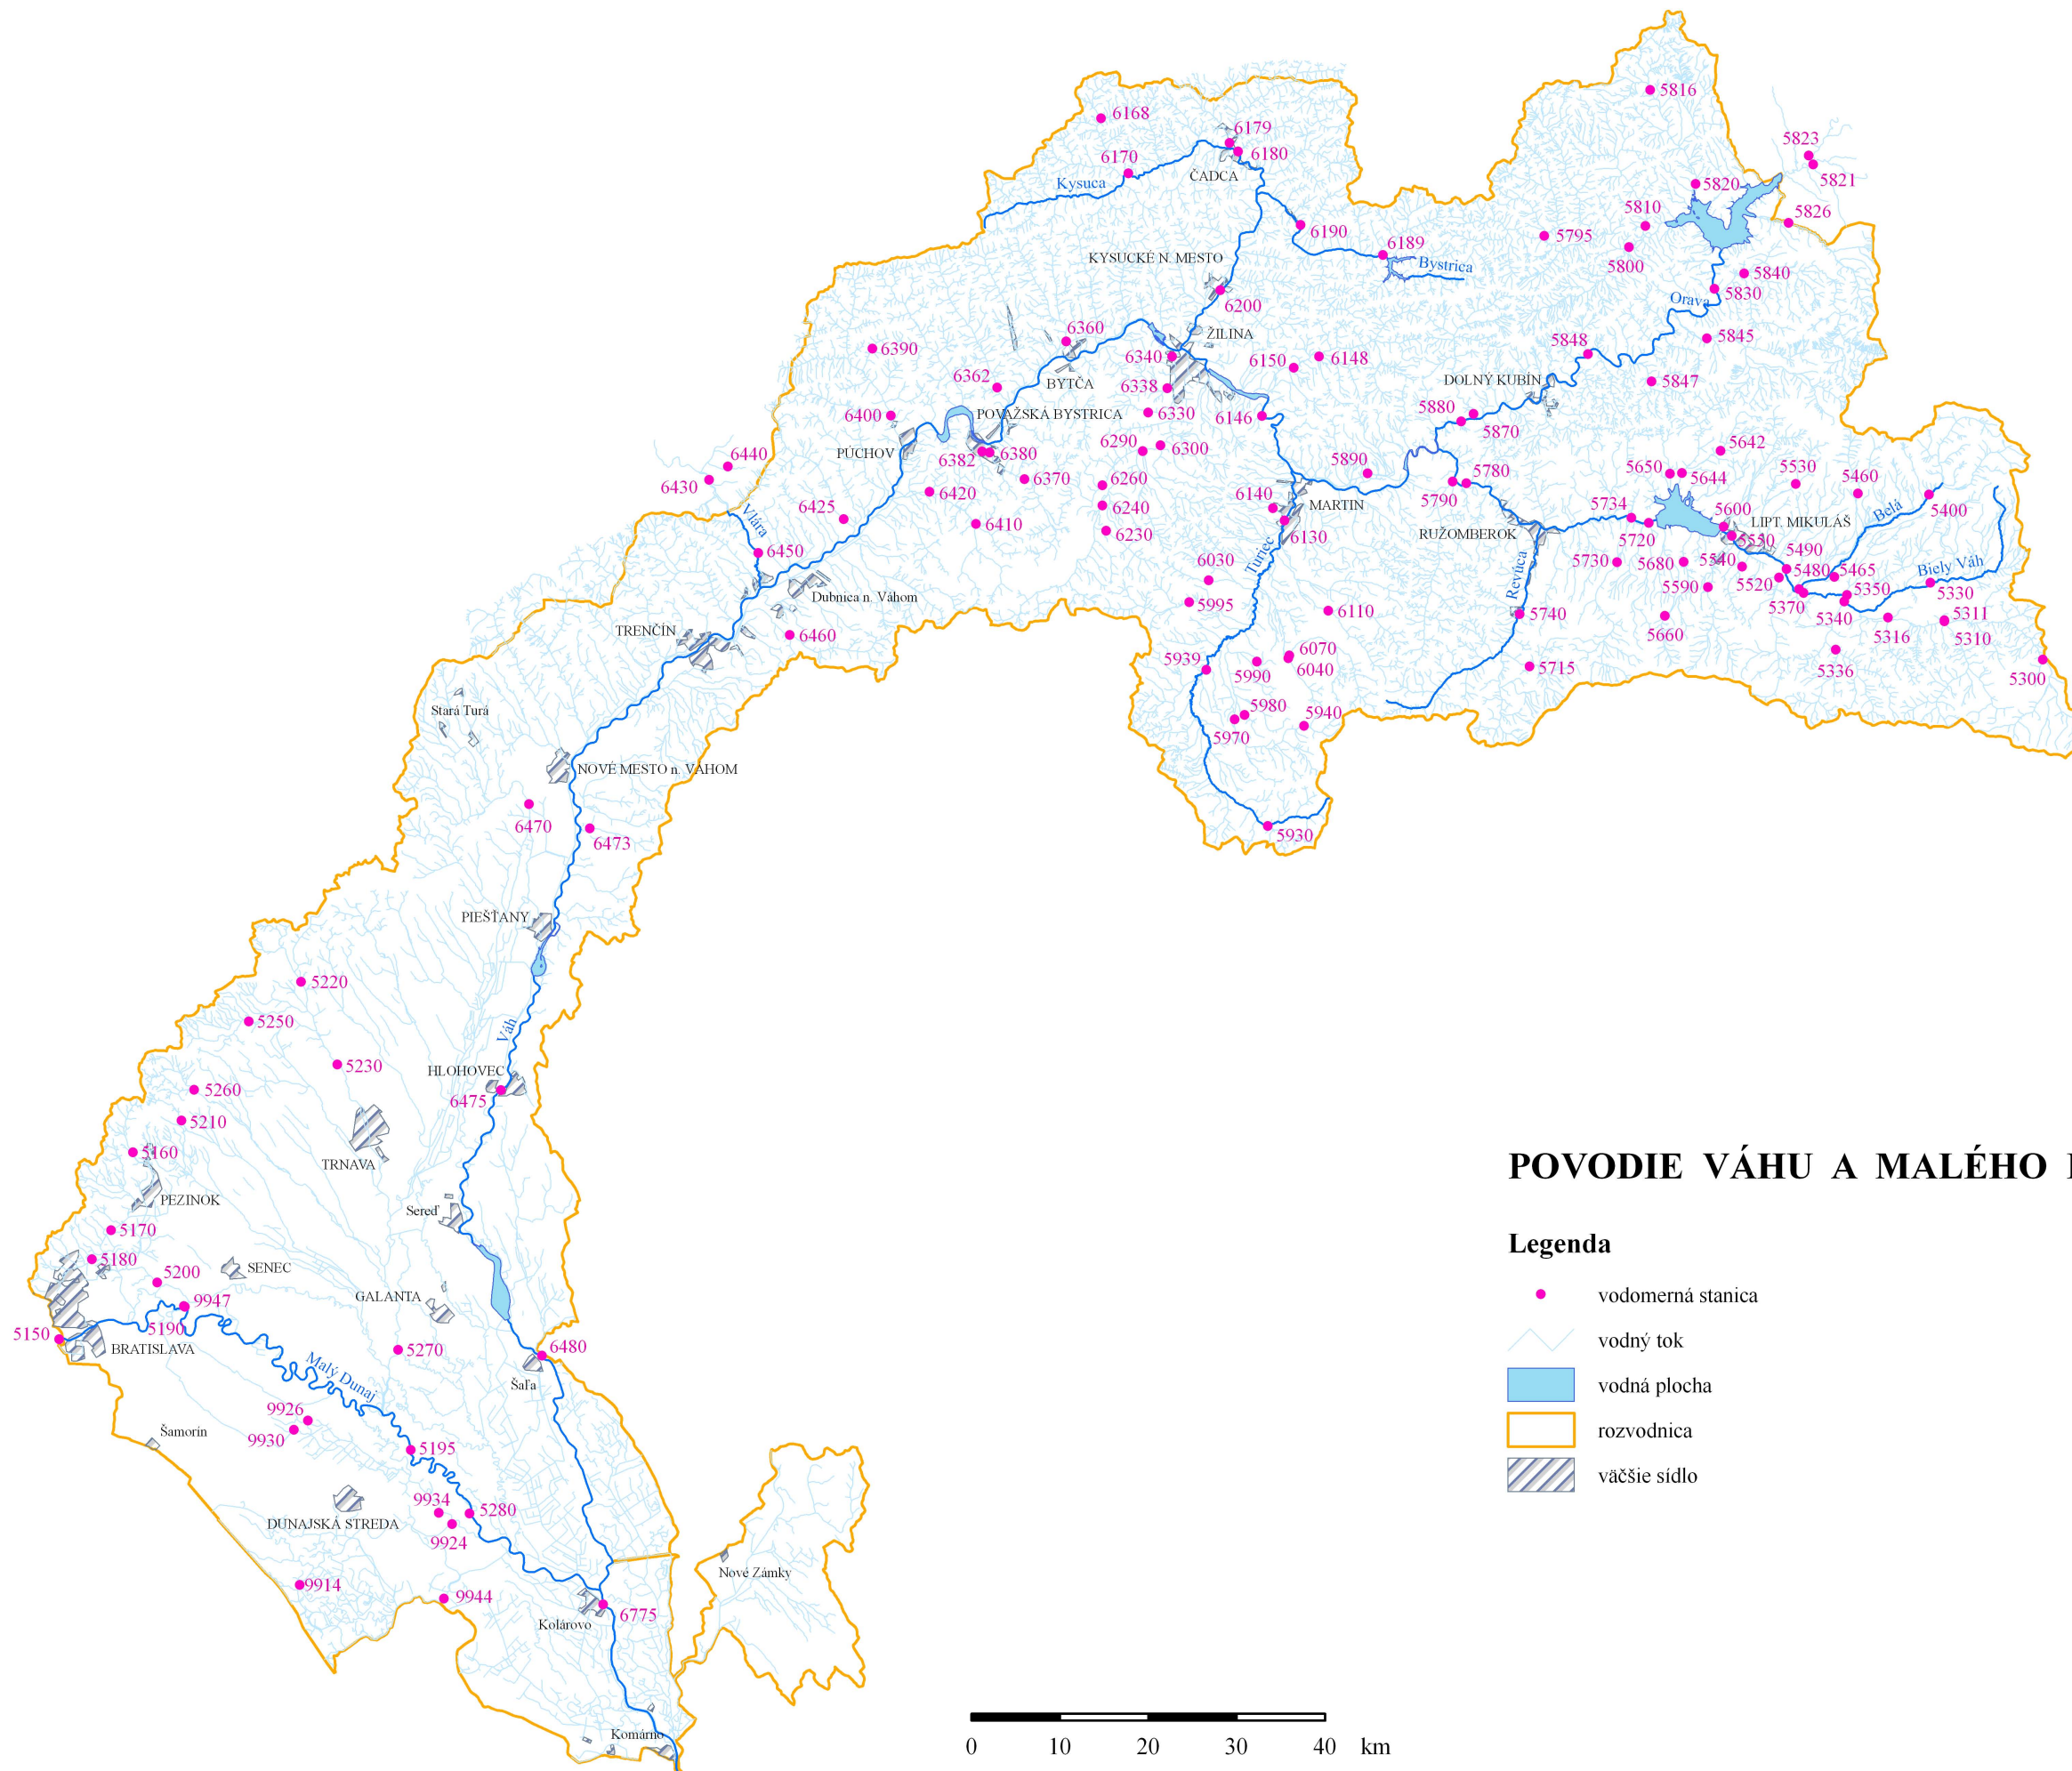 5816
6168
6179
5823
6180
6170
5821
ČADCA
Kysuca
5820
5810
5826
6190
5795
6189
KYSUCKÉ N. MESTO
Bystrica
5800
5840
5830
Orava
6200
6360
ŽILINA
5845
5848
6390
6340
6150
6148
BYTČA
DOLNÝ KUBÍN
5847
6362
6338
6400
POVAŽSKÁ BYSTRICA
6330
6146
5880
5870
6290
6300
5642
PÚCHOV
6440
6382
6380
5890
5780
5650
5644
5530
5460
6430
6370
6260
5790
6420
6140
MARTIN
5734
5600
Belá
5400
6425
6240
Vlára
6410
LIPT. MIKULÁŠ
6230
6130
RUŽOMBEROK
5720
5550
6450
5490
6030
Turiec
5730
5680
5540
5480
5465
Biely Váh
Revúca
5590
5520
5350
5330
Dubnica n. Váhom
5995
6110
5370
5340
5311
5740
TRENČÍN
6460
5660
5316
5310
6070
5939
5990
6040
5715
5336
5300
Stará Turá
5980
5940
5970
NOVÉ MESTO n. VÁHOM
6470
6473
5930
PIEŠŤANY
5220
5250
Váh
5230
HLOHOVEC
5260
6475
5210
5160
TRNAVA
POVODIE VÁHU A MALÉHO
PEZINOK
Sereď
5170
Legenda
5180
SENEC
5200
vodomerná stanica
GALANTA
9947
5190
5150
vodný tok
BRATISLAVA
5270
6480
Malý Dunaj
Šaľa
vodná plocha
9926
Šamorín
rozvodnica
9930
5195
väčšie sídlo
9934
5280
DUNAJSKÁ STREDA
9924
Nové Zámky
9914
9944
6775
Kolárovo
Komárno
0 10 20 30 40 km